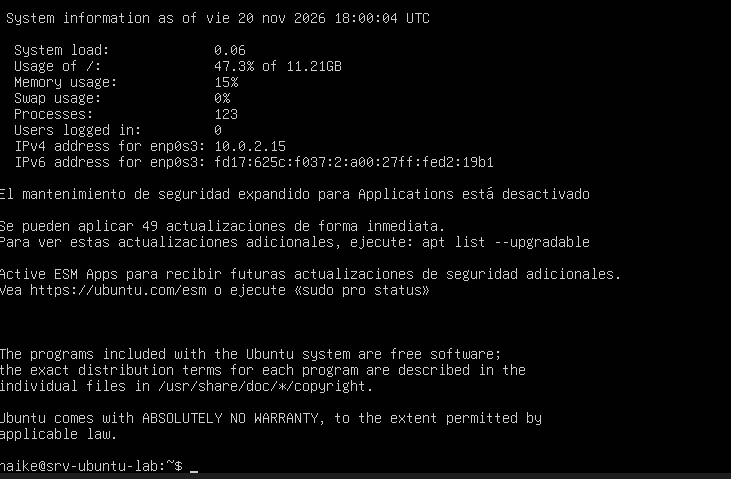 System information as of vie 20 nov 2026 18:00:04 UTC
System load: 0.06
Usage of /: 47.3% of 11.21GB
Memory usage: 15%
Swap usage: 0%
Processes: 123
Users logged in: 0
IPv4 address for enp0s3: 10.0.2.15
IPv6 address for enp0s3: fd17:625c:f037:2:a00:27ff:fed2:19b1
El mantenimiento de seguridad expandido para Applications está desactivado
Se pueden aplicar 49 actualizaciones de forma inmediata.
Para ver estas actualizaciones adicionales, ejecute: apt list --upgradable
Active ESM Apps para recibir futuras actualizaciones de seguridad adicionales.
Vea https://ubuntu.com/esm o ejecute «sudo pro status»
The programs included with the Ubuntu system are free software;
the exact distribution terms for each program are described in the
individual files in /usr/share/doc/*/copyright.
Ubuntu comes with ABSOLUTELY NO WARRANTY, to the extent permitted by
applicable law.
haike@srv-ubuntu-lab:~$ _